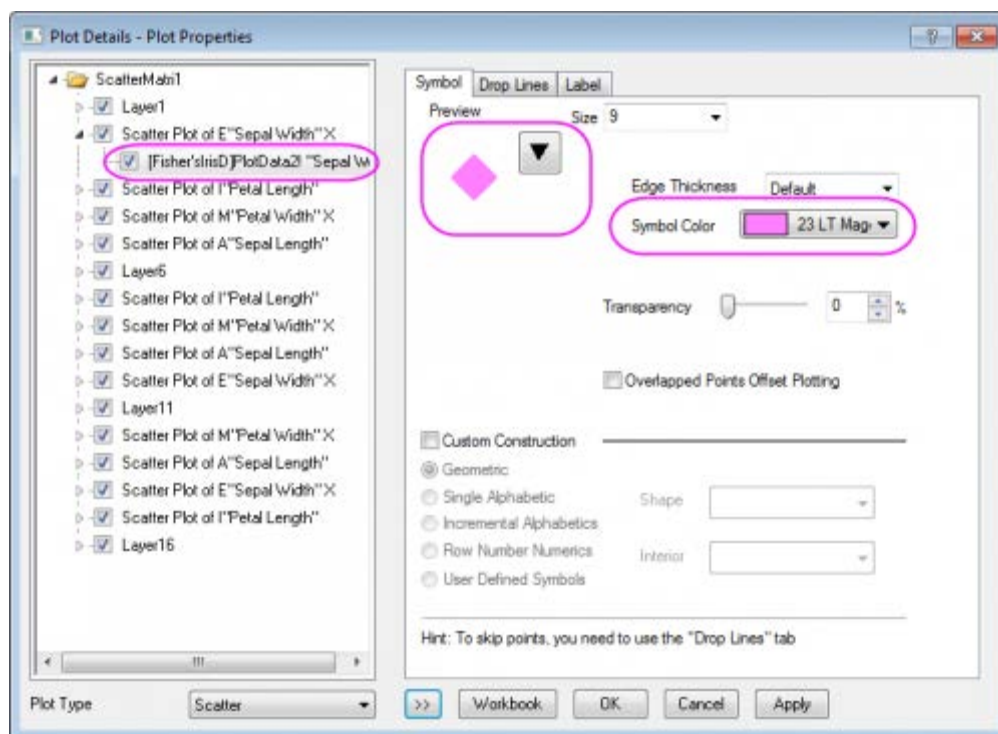 Plot Details - Plot Properties
ScatterMatri1
Layer1
Scatter Plot of E"Sepal Width"X
[Fisher'sIrisD]PlotData2! "Sepal W
Scatter Plot of I"Petal Length"
Scatter Plot of M"Petal Width"X
Scatter Plot of A"Sepal Length"
Layer6
Scatter Plot of I"Petal Length"
Scatter Plot of M"Petal Width"X
Scatter Plot of A"Sepal Length"
Scatter Plot of E"Sepal Width"X
Layer11
Scatter Plot of M"Petal Width"X
Scatter Plot of A"Sepal Length"
Scatter Plot of E"Sepal Width"X
Scatter Plot of I"Petal Length"
Layer16
Plot Type Scatter
Symbol Drop Lines Label
Preview Size 9
Edge Thickness Default
Symbol Color 23 LT Mag
Transparency 0 %
Overlapped Points Offset Plotting
Custom Construction
Geometric
Single Alphabetic
Shape
Incremental Alphabetics
Row Number Numerics
Interior
User Defined Symbols
Hint: To skip points, you need to use the "Drop Lines" tab
>> Workbook OK Cancel Apply